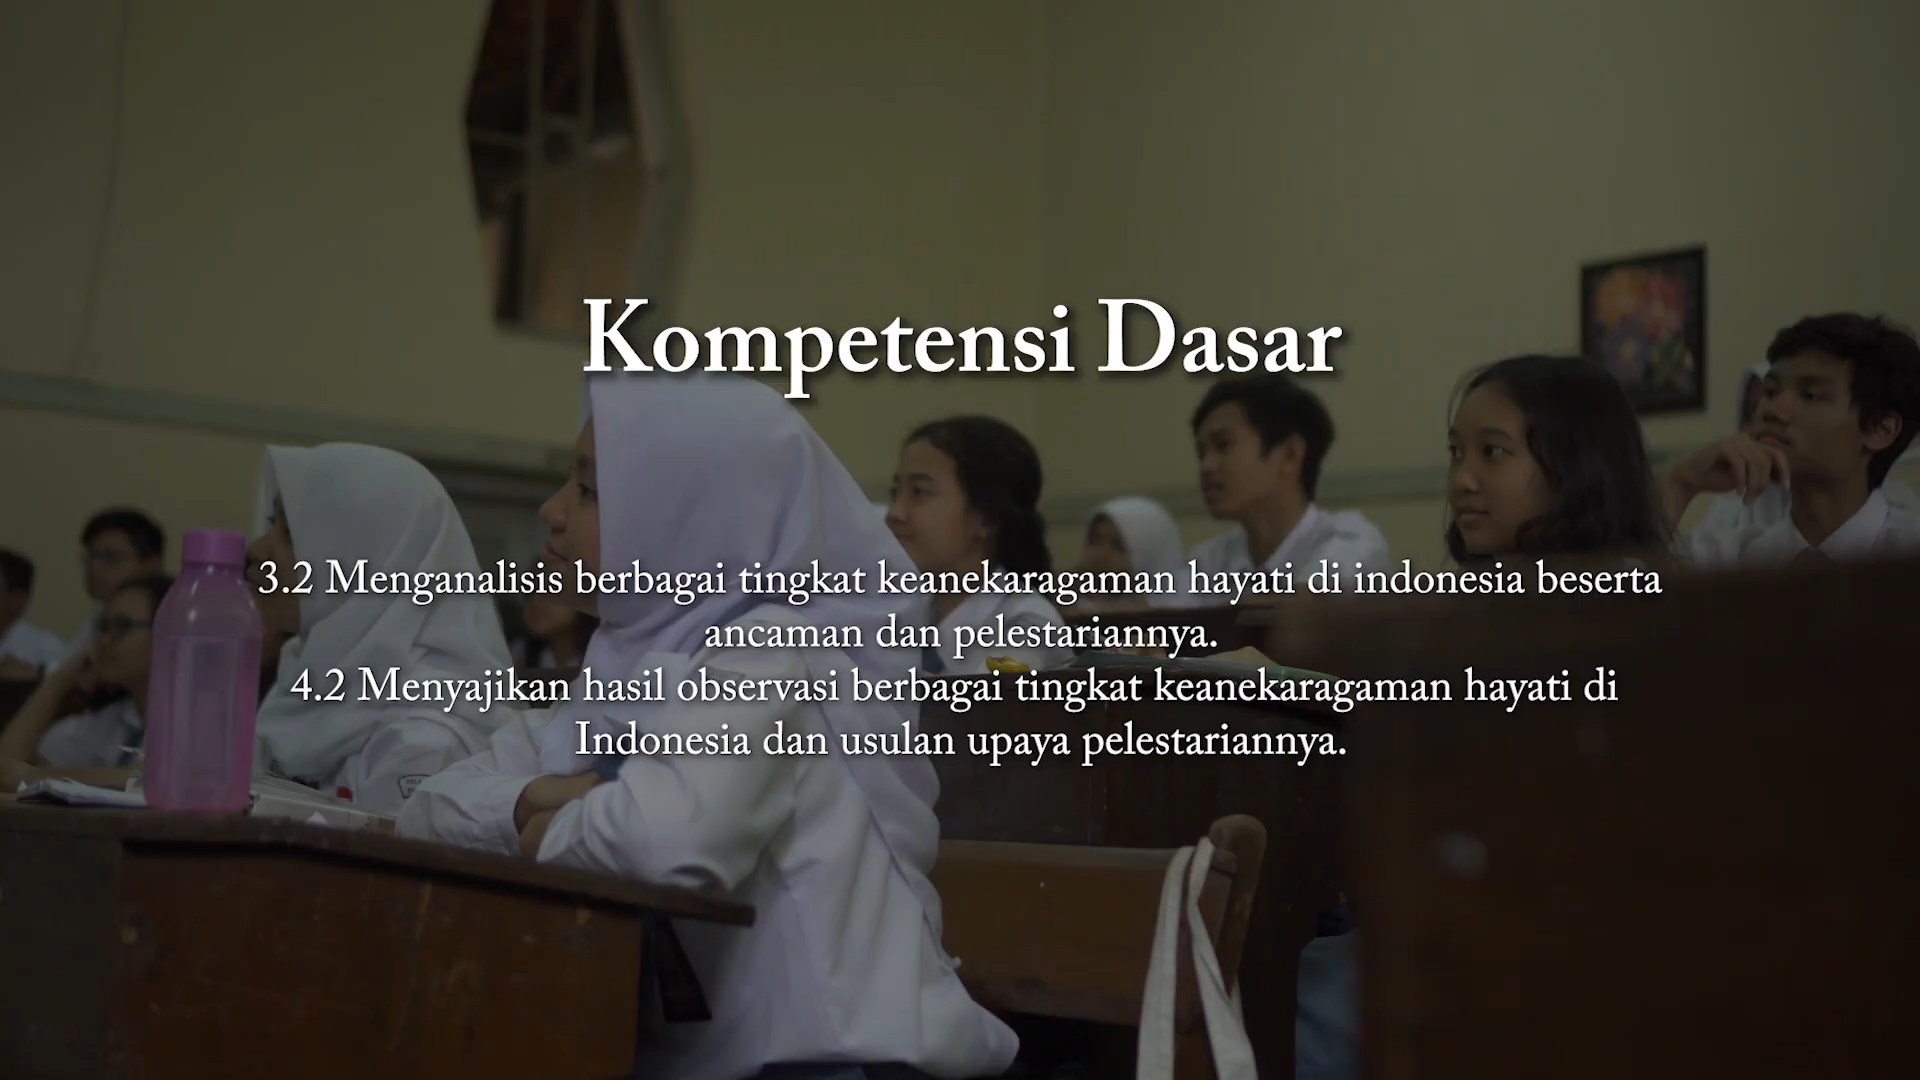 Kompetensi Dasar
3.2 Menganalisis berbagai tingkat keanekaragaman hayati di indonesia beserta
ancaman dan pelestariannya.
4.2 Menyajikan hasil observasi berbagai tingkat keanekaragaman hayati di
Indonesia dan usulan upaya pelestariannya.